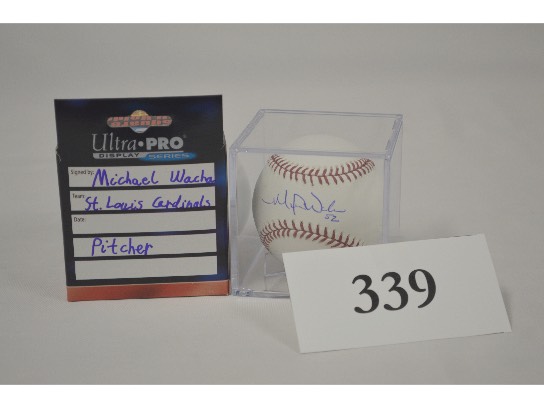 Ultra•PRO
DISPLAY SERIES
Signed by: Michael Wacha
Team: St. Louis Cardinals
Date:
Pitcher
52
339